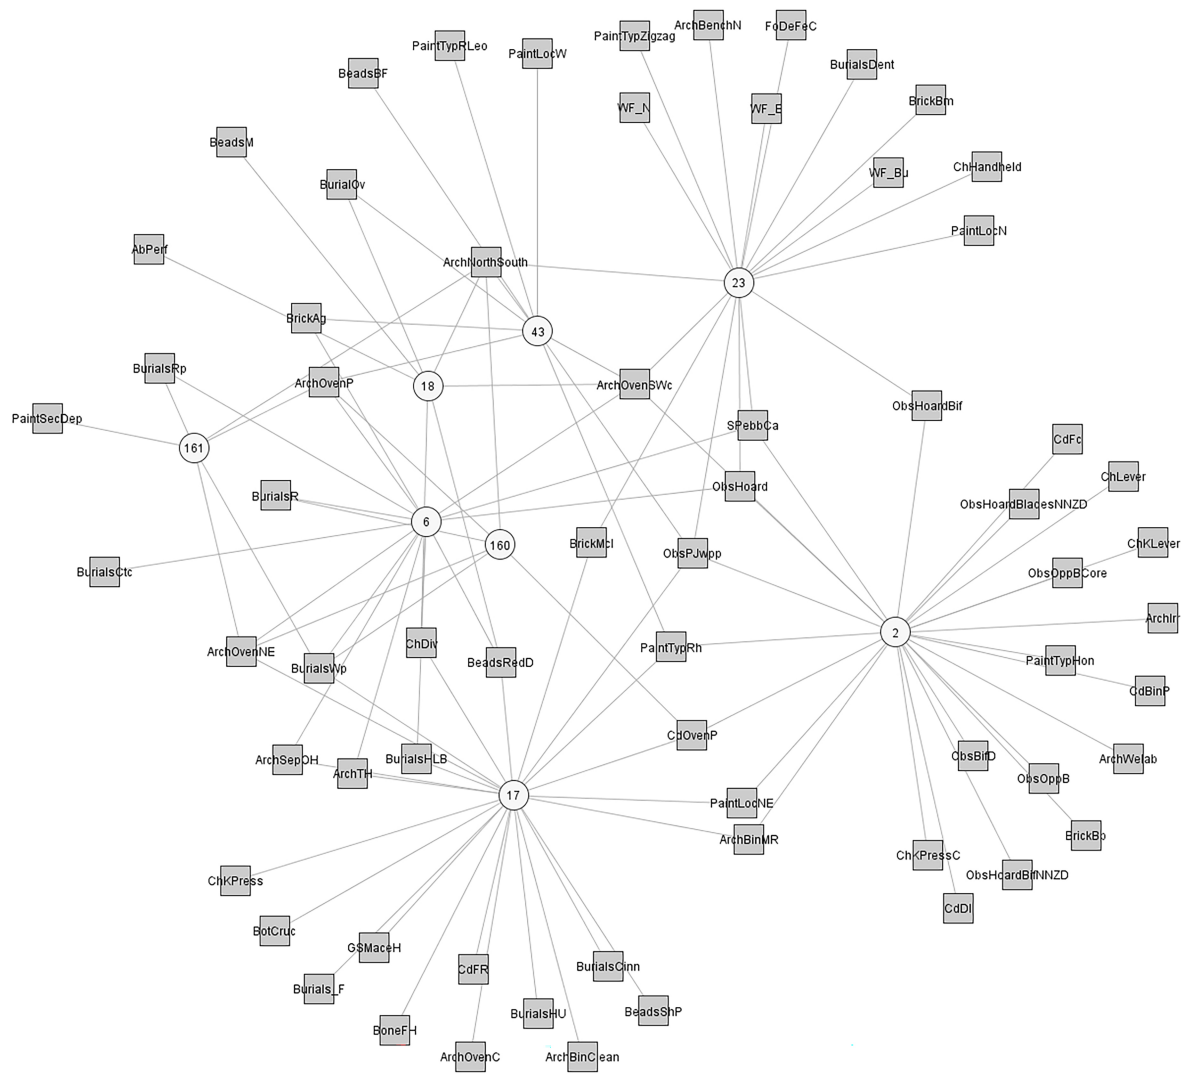 FoDeFeC
ArchBenchN
PaintTypZigzag
PaintTypRLeo
PaintLocW
BurialsDent
BeadsBF
BrickBm
WF_N
WF_E
BeadsM
ChHandheld
WF_Bu
BurialOv
PaintLocN
AbPerf
ArchNorthSouth
23
BrickAg
43
BurialsRp
ArchOvenP
18
ArchOvenSWc
ObsHoardBif
PaintSecDep
SPebbCa
CdFc
161
ChLever
ObsHoard
BurialsR
ObsHoardBladesNNZD
6
160
BrickMcl
ChKLever
ObsPJwpp
BurialsCtc
ObsOppBCore
ArchIrr
2
ChDiv
PaintTypRh
ArchOvenNE
BeadsRedD
BurialsWp
PaintTypHon
CdBinP
CdOvenP
ObsBifD
BurialsHLB
ArchSepOH
ArchWelab
ArchTH
ObsOppB
17
PaintLocNE
BrickBp
ArchBinMR
ChKPressC
ObsHoardBifNNZD
ChKPress
CdDI
BotCruc
GSMaceH
BurialsCinn
CdFR
Burials_F
BeadsShP
BurialsHU
BoneFH
ArchOvenC
ArchBinClean